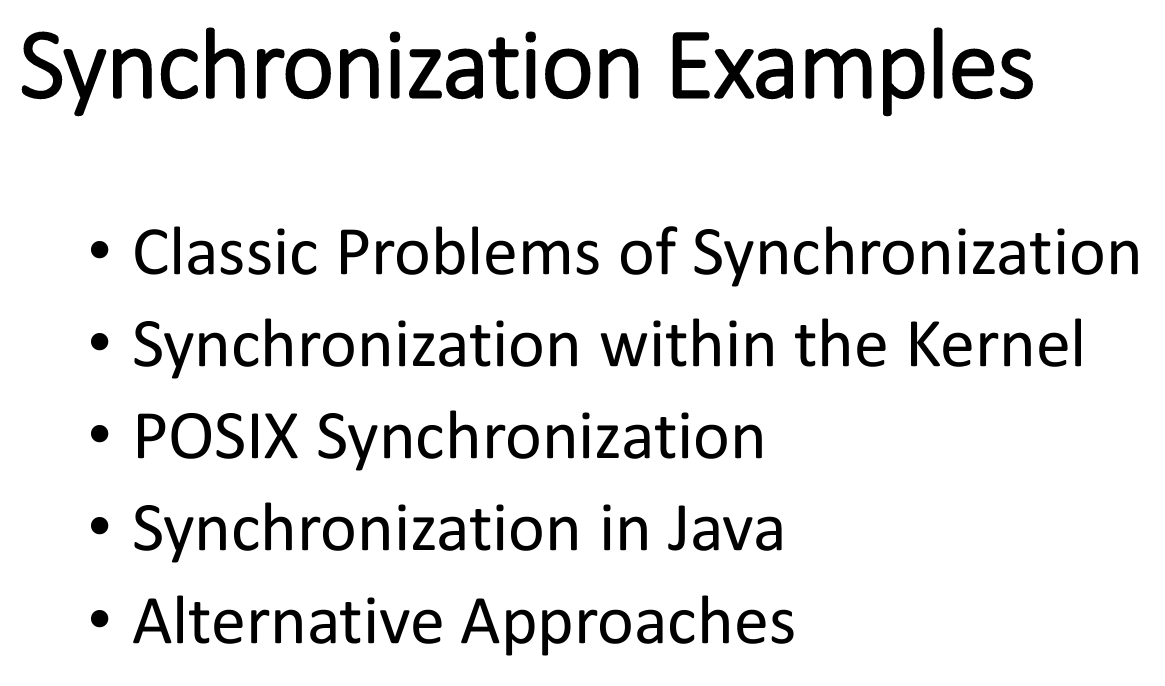 Synchronization Examples
• Classic Problems of Synchronization
• Synchronization within the Kernel
• POSIX Synchronization
• Synchronization in Java
• Alternative Approaches